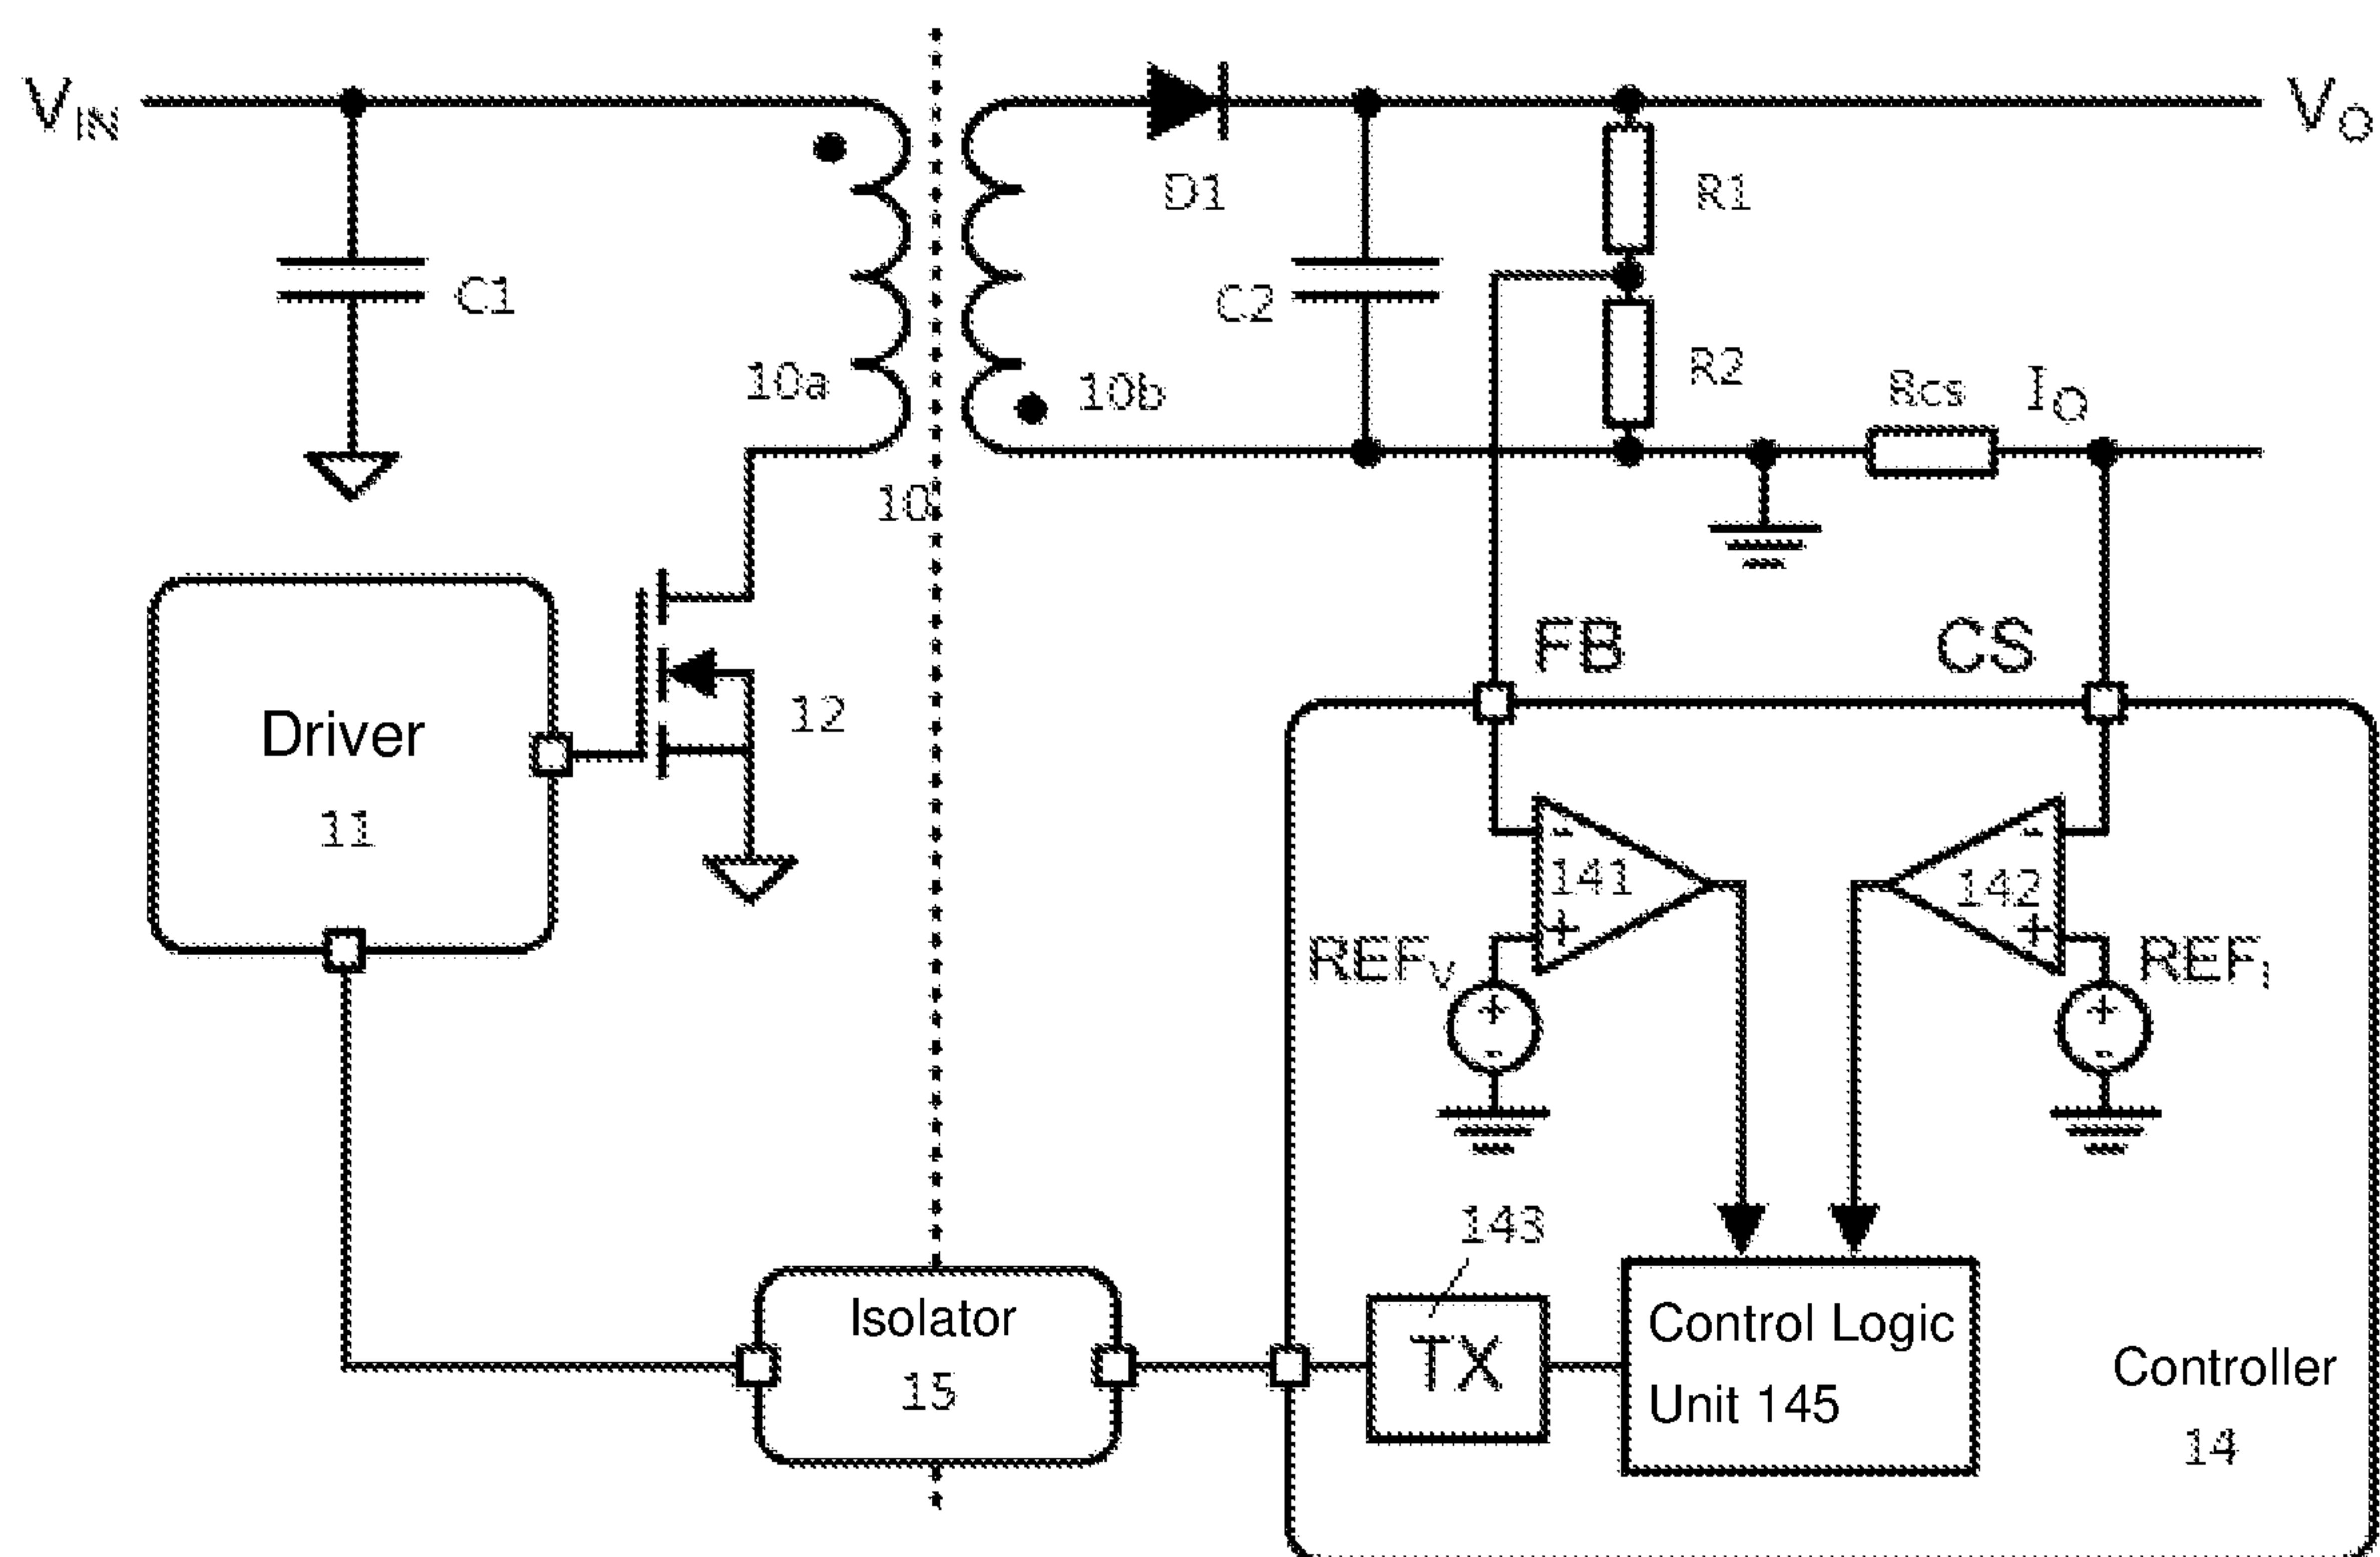 VIN
VO
D1
R1
C1
C2
10a
10b
R2
Rcs
IO
10
FB
CS
Driver
11
12
-
-
141
142
+
+
REFV
REFI
+
-
+
-
143
Isolator
15
TX
Control Logic
Unit 145
Controller
14